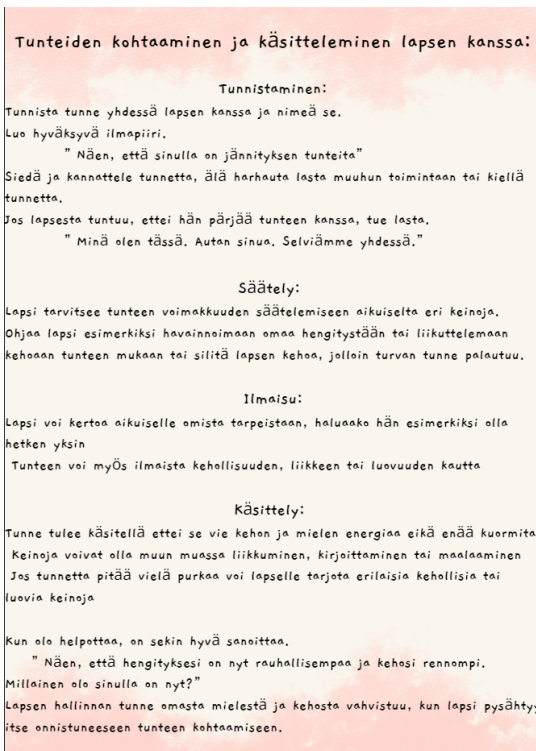 Tunteiden kohtaaminen ja käsitteleminen lapsen kanssa:
Tunnistaminen:
Tunnista tunne yhdessä lapsen kanssa ja nimeä se.
Luo hyväksyvä ilmapiiri.
” Näen, että sinulla on jännityksen tunteita”
Siedä ja kannattele tunnetta, älä harhauta lasta muuhun toimintaan tai kiellä
tunnetta.
Jos lapsesta tuntuu, ettei hän pärjää tunteen kanssa, tue lasta.
” Minä olen tässä. Autan sinua. Selviämme yhdessä.”
Säätely:
Lapsi tarvitsee tunteen voimakkuuden säätelemiseen aikuiselta eri keinoja.
Ohjaa lapsi esimerkiksi havainnoimaan omaa hengitystään tai liikuttelemaan
kehoaan tunteen mukaan tai silitä lapsen kehoa, jolloin turvan tunne palautuu.
Ilmaisu:
Lapsi voi kertoa aikuiselle omista tarpeistaan, haluaako hän esimerkiksi olla
hetken yksin
Tunteen voi myÖs ilmaista kehollisuuden, liikkeen tai luovuuden kautta
Käsittely:
Tunne tulee käsitellä ettei se vie kehon ja mielen energiaa eikä enää kuormita
Keinoja voivat olla muun muassa liikkuminen, kirjoittaminen tai maalaaminen
Jos tunnetta pitää vielä purkaa voi lapselle tarjota erilaisia kehollisia tai
luovia keinoja
Kun olo helpottaa, on sekin hyvä sanoittaa.
” Näen, että hengityksesi on nyt rauhallisempaa ja kehosi rennompi.
Millainen olo sinulla on nyt?”
Lapsen hallinnan tunne omasta mielestä ja kehosta vahvistuu, kun lapsi
itse onnistuneeseen tunteen kohtaamiseen.